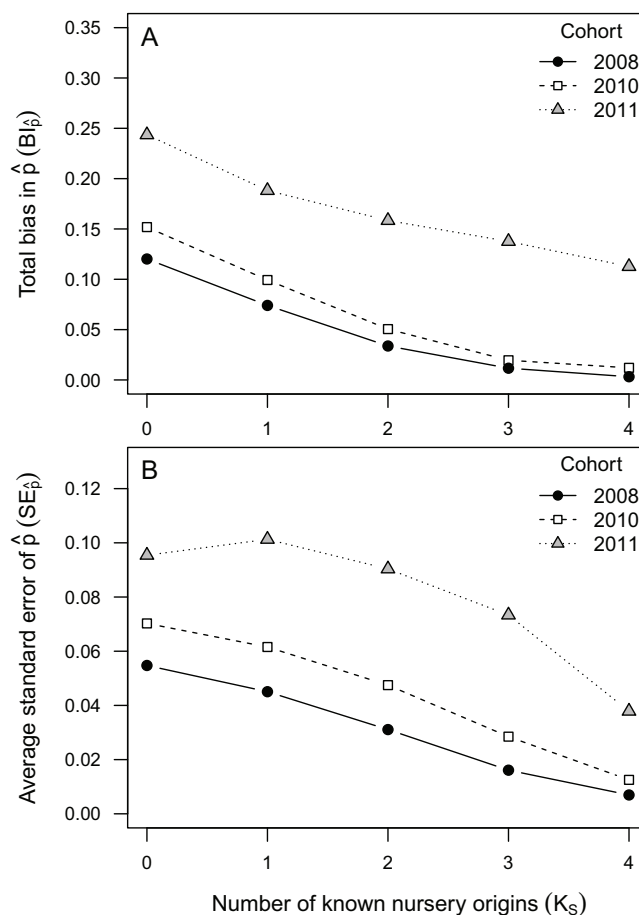 A
Cohort
2008
2010
2011
0.35
0.30
0.25
0.20
0.15
0.10
0.05
0.00
Total bias in p̂ (BIp̂)
0 1 2 3 4
B
Cohort
2008
2010
2011
0.12
0.10
0.08
0.06
0.04
0.02
0.00
Average standard error of p̂ (SEp̂)
0 1 2 3 4
Number of known nursery origins (KS)